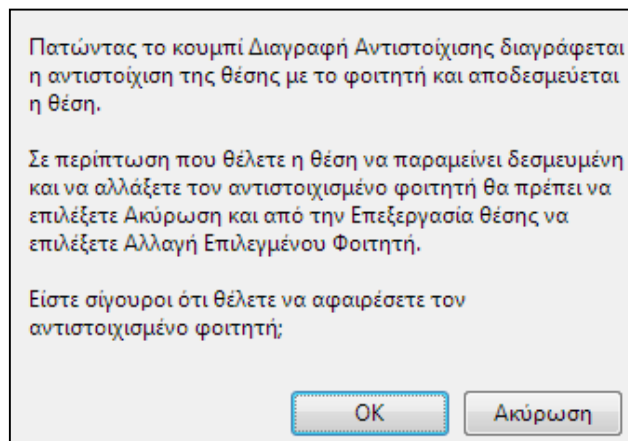 Πατώντας το κουμπί Διαγραφή Αντιστοίχισης διαγράφεται
η αντιστοίχιση της θέσης με το φοιτητή και αποδεσμεύεται
η θέση.
Σε περίπτωση που θέλετε η θέση να παραμείνει δεσμευμένη
και να αλλάξετε τον αντιστοιχισμένο φοιτητή θα πρέπει να
επιλέξετε Ακύρωση και από την Επεξεργασία θέσης να
επιλέξετε Αλλαγή Επιλεγμένου Φοιτητή.
Είστε σίγουροι ότι θέλετε να αφαιρέσετε τον
αντιστοιχισμένο φοιτητή;
OK Ακύρωση